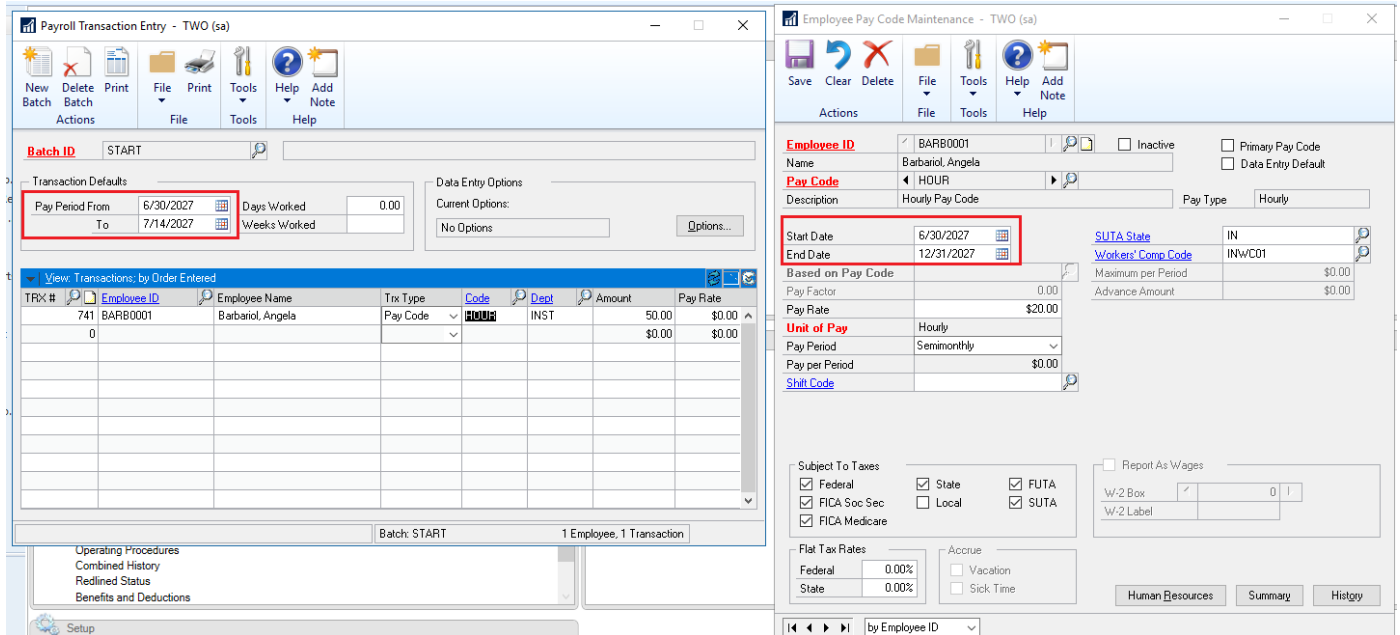 Payroll Transaction Entry - TWO (sa)
New Batch Delete Batch Print File Print Tools Help Add Note
Actions File Tools Help
Batch ID START
Transaction Defaults
Pay Period From 6/30/2027 Days Worked 0.00
To 7/14/2027 Weeks Worked
Data Entry Options
Current Options:
No Options Options...
View: Transactions; by Order Entered
TRX # Employee ID Employee Name Trx Type Code Dept Amount Pay Rate
741 BARB0001 Barbariol, Angela Pay Code HOUR INST 50.00 $0.00
0 $0.00 $0.00
Batch: START 1 Employee, 1 Transaction
Operating Procedures
Combined History
Redlined Status
Benefits and Deductions
Setup
Employee Pay Code Maintenance - TWO (sa)
Save Clear Delete File Tools Help Add Note
Actions File Tools Help
Employee ID BARB0001 Inactive Primary Pay Code
Name Barbariol, Angela Data Entry Default
Pay Code HOUR
Description Hourly Pay Code Pay Type Hourly
Start Date 6/30/2027 SUTA State IN
End Date 12/31/2027 Workers' Comp Code INWC01
Based on Pay Code Maximum per Period $0.00
Pay Factor 0.00 Advance Amount $0.00
Pay Rate $20.00
Unit of Pay Hourly
Pay Period Semimonthly
Pay per Period $0.00
Shift Code
Subject To Taxes
Federal State FUTA
FICA Soc Sec Local SUTA
FICA Medicare
Report As Wages
W-2 Box 0
W-2 Label
Flat Tax Rates
Federal 0.00%
State 0.00%
Accrue
Vacation
Sick Time
Human Resources Summary History
by Employee ID